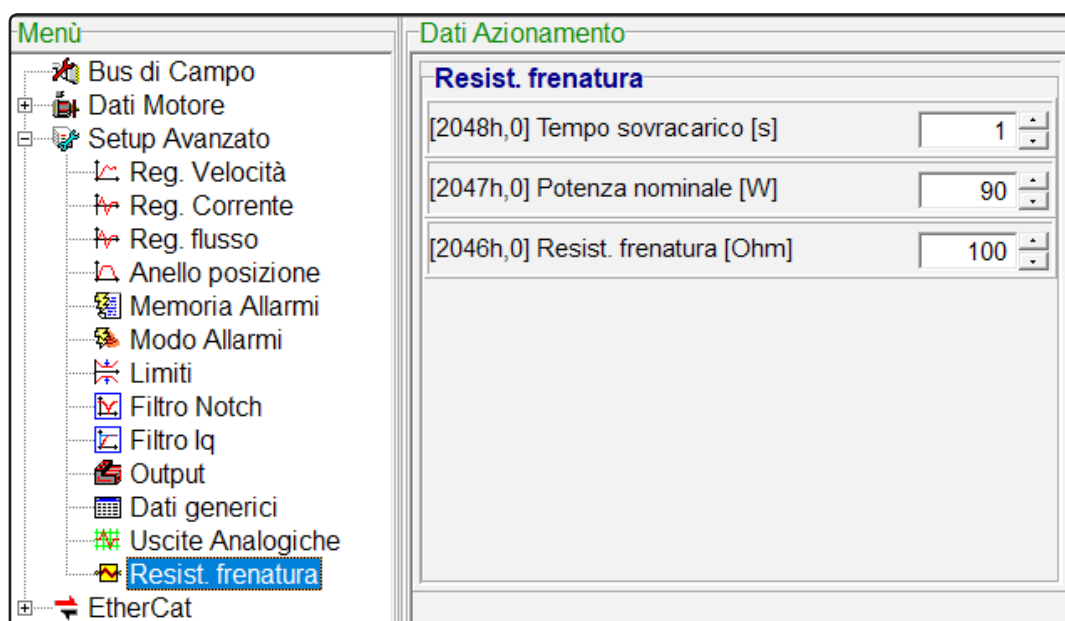 Menù
Bus di Campo
Dati Motore
Setup Avanzato
Reg. Velocità
Reg. Corrente
Reg. flusso
Anello posizione
Memoria Allarmi
Modo Allarmi
Limiti
Filtro Notch
Filtro Iq
Output
Dati generici
Uscite Analogiche
Resist. frenatura
EtherCat
Dati Azionamento
Resist. frenatura
[2048h,0] Tempo sovracarico [s] 1
[2047h,0] Potenza nominale [W] 90
[2046h,0] Resist. frenatura [Ohm] 100